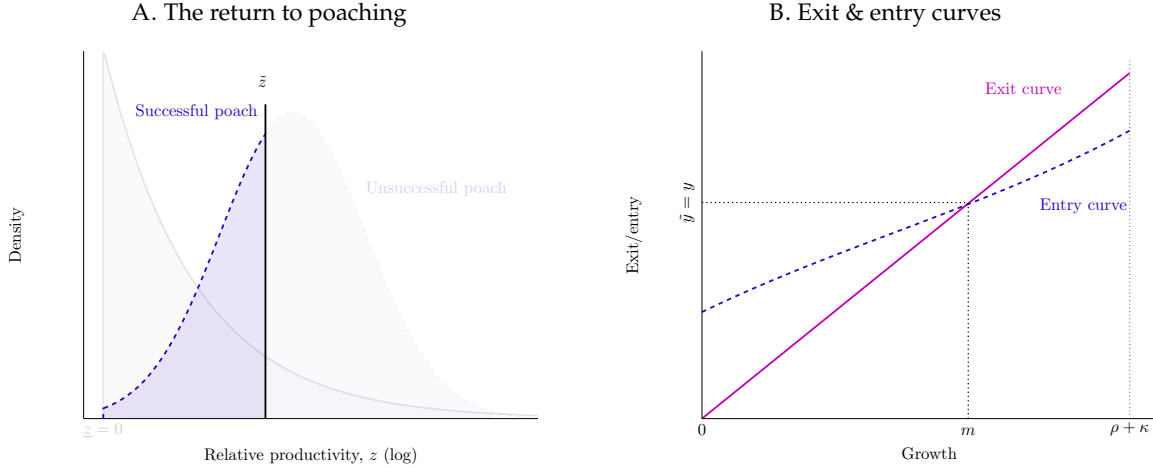 A. The return to poaching
z̃
Successful poach
Unsuccessful poach
Density
z = 0
Relative productivity, z (log)
B. Exit & entry curves
Exit curve
Entry curve
Exit/entry
ỹ = y
0
m
ρ + κ
Growth